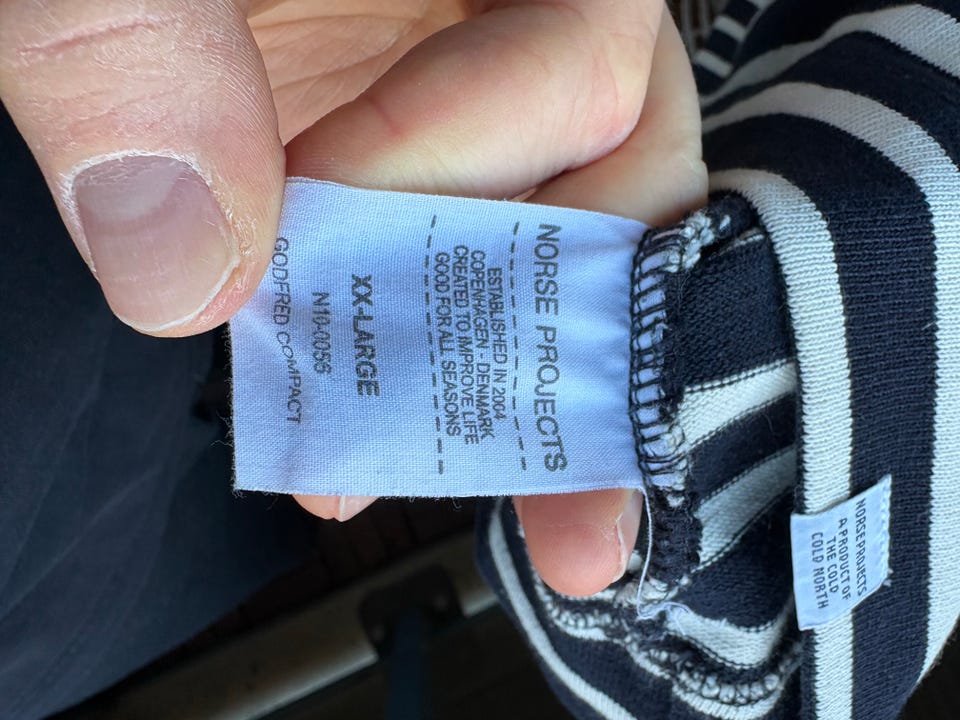 NORSE PROJECTS
ESTABLISHED IN 2004
COPENHAGEN - DENMARK
CREATED TO IMPROVE LIFE
GOOD FOR ALL SEASONS
XX-LARGE
N10-0056
GODFRED COMPACT
NORSE PROJECTS
A PRODUCT OF
THE COLD
COLD NORTH